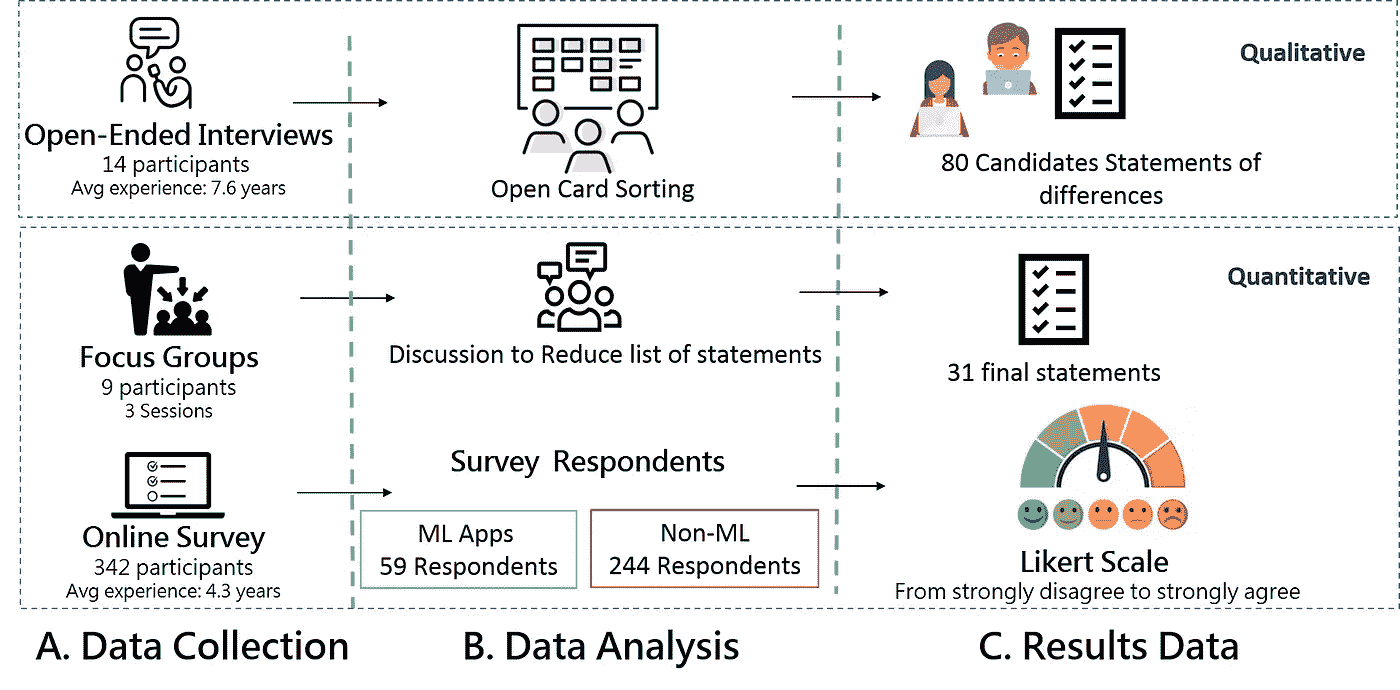 Qualitative
Open-Ended Interviews
14 participants
Avg experience: 7.6 years
Open Card Sorting
80 Candidates Statements of
differences
Quantitative
Focus Groups
9 participants
3 Sessions
Discussion to Reduce list of statements
31 final statements
Online Survey
342 participants
Avg experience: 4.3 years
Survey Respondents
ML Apps
59 Respondents
Non-ML
244 Respondents
Likert Scale
From strongly disagree to strongly agree
A. Data Collection
B. Data Analysis
C. Results Data